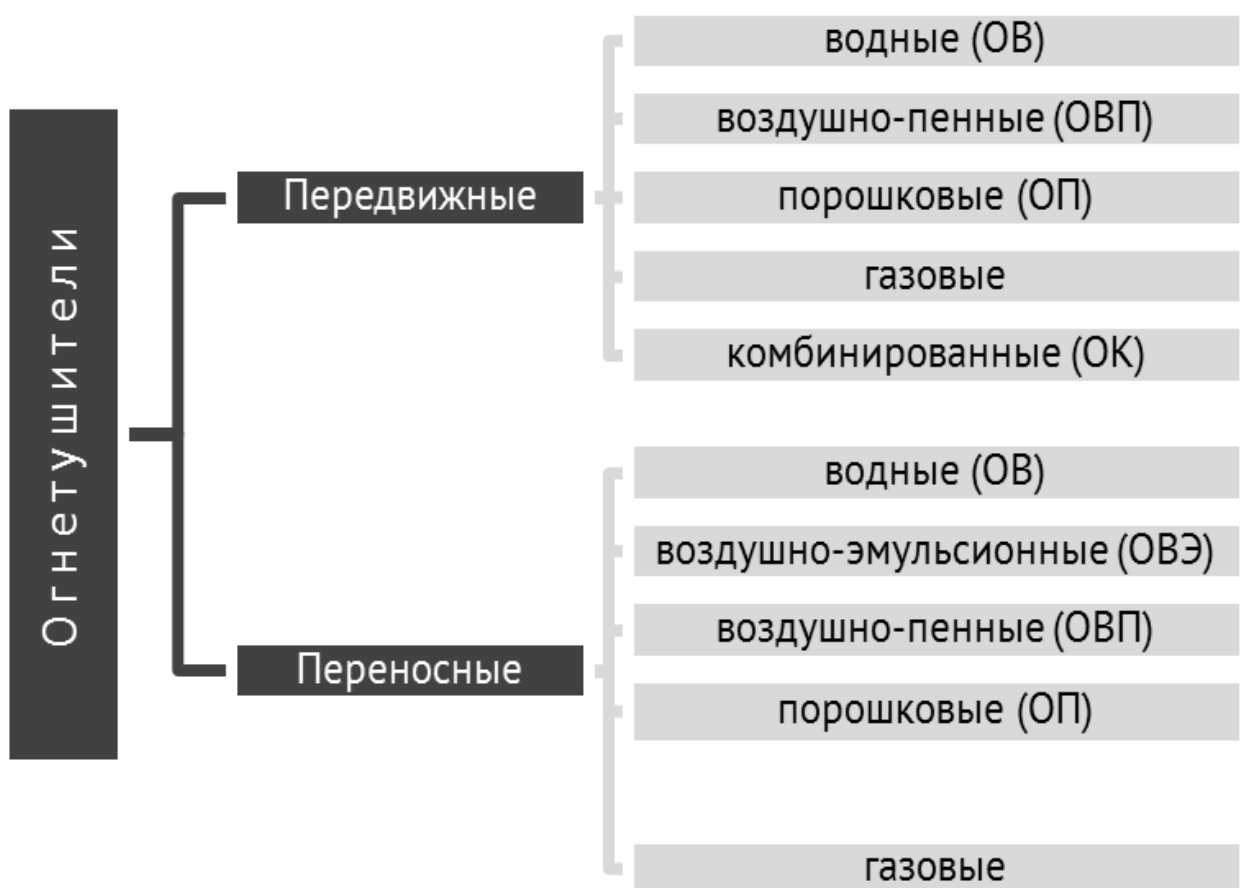 Огнетушители
Передвижные
водные (ОВ)
воздушно-пенные (ОВП)
порошковые (ОП)
газовые
комбинированные (ОК)
Переносные
водные (ОВ)
воздушно-эмульсионные (ОВЭ)
воздушно-пенные (ОВП)
порошковые (ОП)
газовые